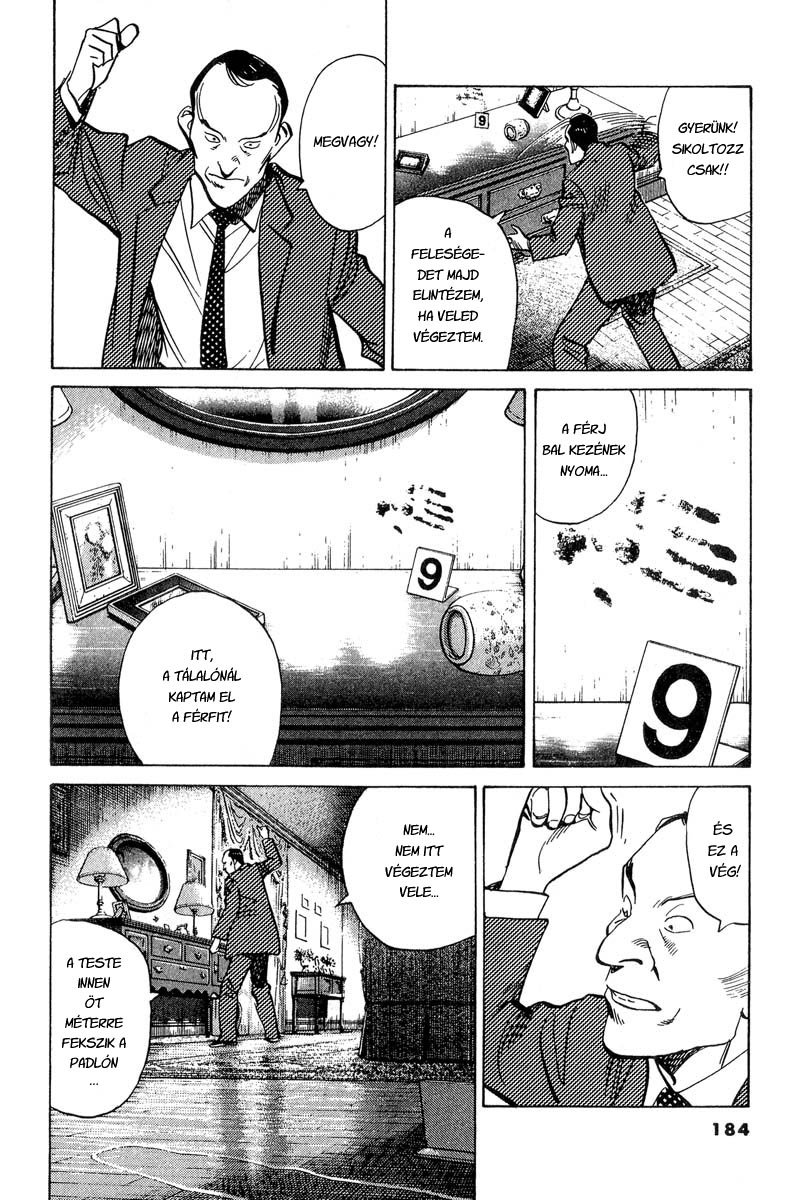 GYERÜNK!
SIKOLTOZZ
CSAK!!
9
A
FELESÉGE-
DET MAJD
ELINTÉZEM,
HA VELED
VÉGEZTEM.
MEGVAGY!
A FÉRJ
BAL KEZÉNEK
NYOMA...
9
9
ITT,
A TÁLALÓNÁL
KAPTAM EL
A FÉRFIT!
ÉS
EZ A
VÉG!
NEM...
NEM ITT
VÉGEZTEM
VELE...
A TESTE
INNEN
ÖT
MÉTERRE
FEKSZIK A
PADLÓN
...
184